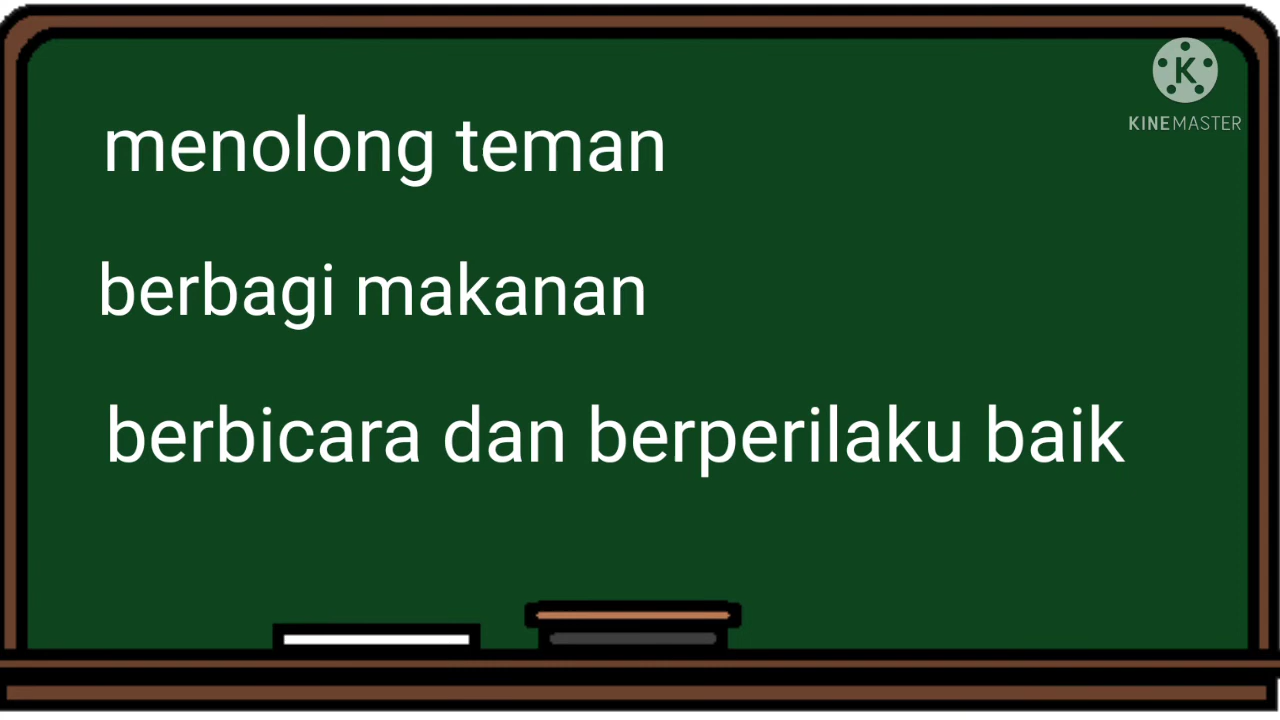 K
KINEMASTER
menolong teman
berbagi makanan
berbicara dan berperilaku baik